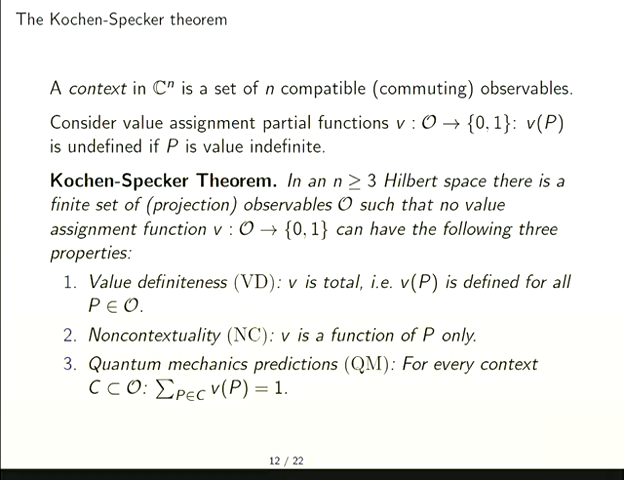 The Kochen-Specker theorem
A context in ℂⁿ is a set of n compatible (commuting) observables.
Consider value assignment partial functions v : 𝒪 → {0, 1}: v(P)
is undefined if P is value indefinite.
Kochen-Specker Theorem. In an n ≥ 3 Hilbert space there is a
finite set of (projection) observables 𝒪 such that no value
assignment function v : 𝒪 → {0, 1} can have the following three
properties:
1. Value definiteness (VD): v is total, i.e. v(P) is defined for all
P ∈ 𝒪.
2. Noncontextuality (NC): v is a function of P only.
3. Quantum mechanics predictions (QM): For every context
C ⊂ 𝒪: ∑_{P∈C} v(P) = 1.
12 / 22